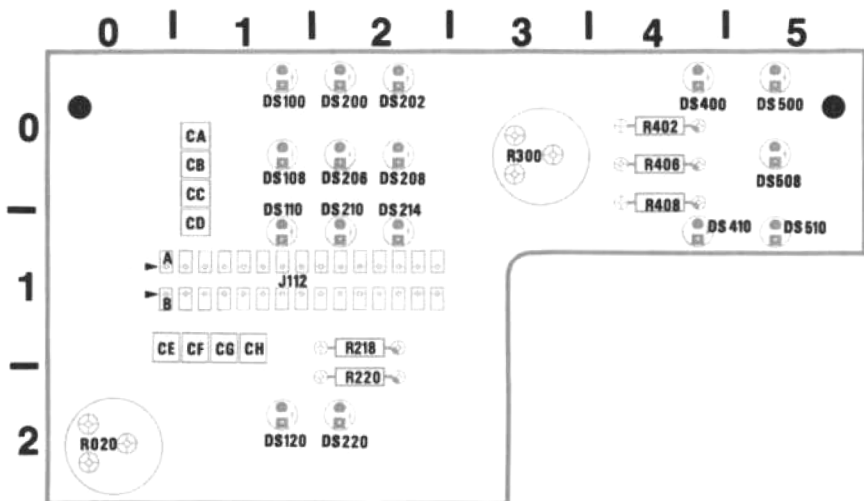 0 1 2 3 4 5
DS100 DS200 DS202 DS400 DS500
0
CA R402
CB R300 R406
DS108 DS206 DS208 DS508
CC R408
DS110 DS210 DS214
CD DS410 DS510
A
1 J112
B
CE CF CG CH R218
R220
2 R020 DS120 DS220